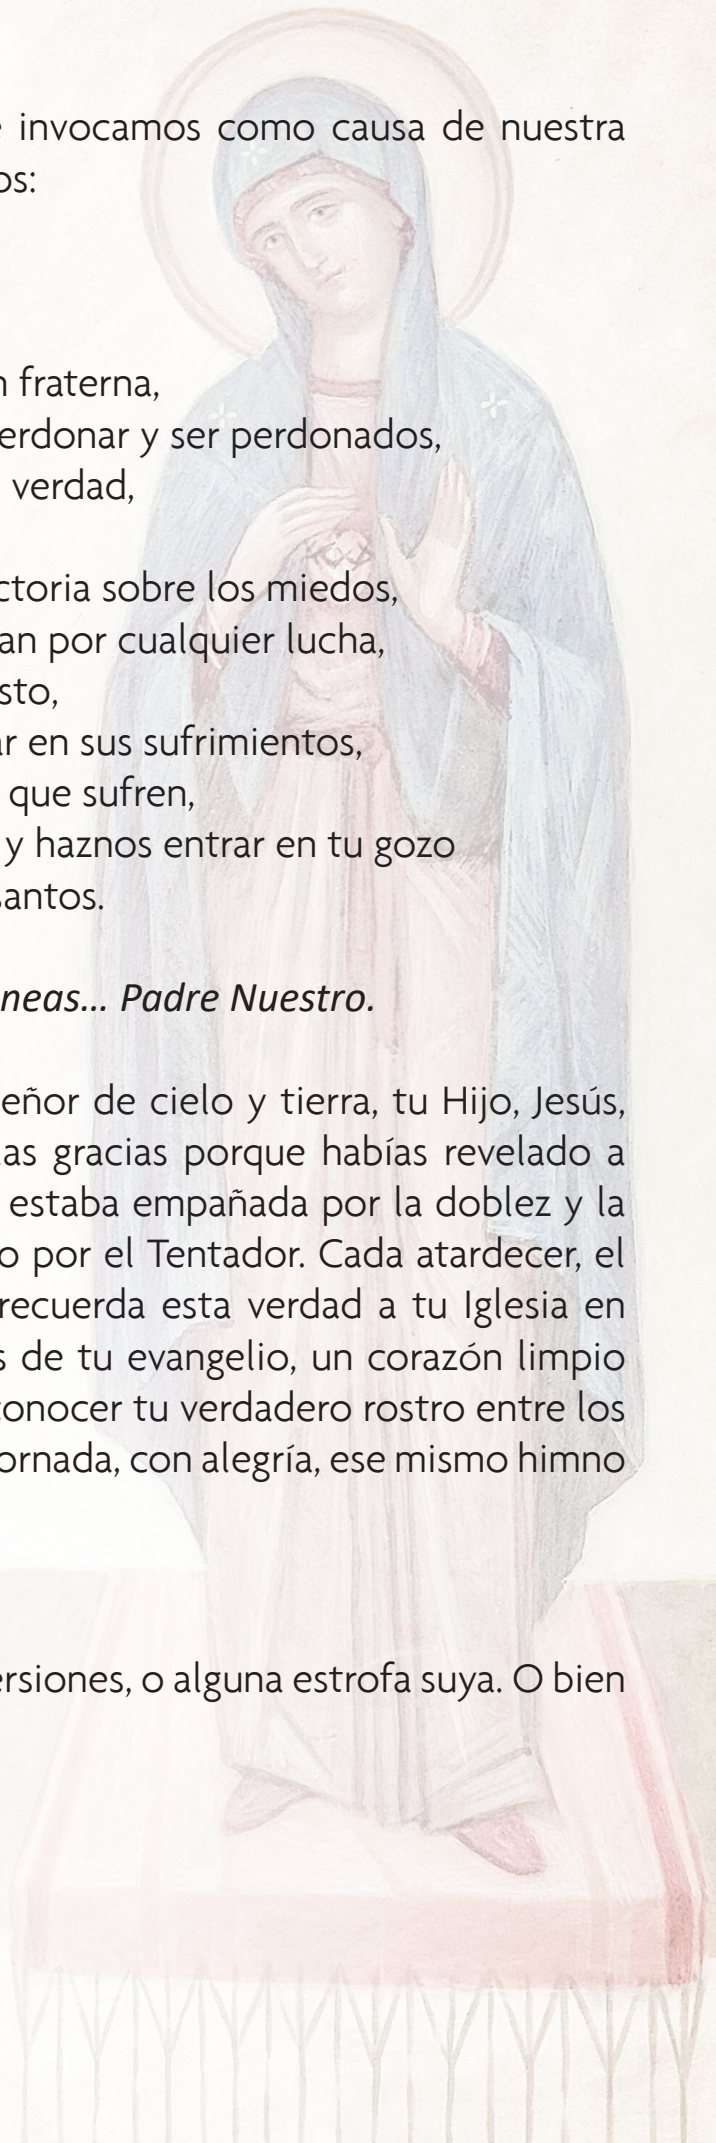 invocamos como causa de nuestra
os:
fraterna,
erdonar y ser perdonados,
verdad,
ctoria sobre los miedos,
an por cualquier lucha,
sto,
ar en sus sufrimientos,
que sufren,
y haznos entrar en tu gozo
santos.
neas... Padre Nuestro.
eñor de cielo y tierra, tu Hijo, Jesús,
las gracias porque habías revelado a
estaba empañada por la doblez y la
o por el Tentador. Cada atardecer, el
recuerda esta verdad a tu Iglesia en
s de tu evangelio, un corazón limpio
conocer tu verdadero rostro entre los
ornada, con alegría, ese mismo himno
ersiones, o alguna estrofa suya. O bien